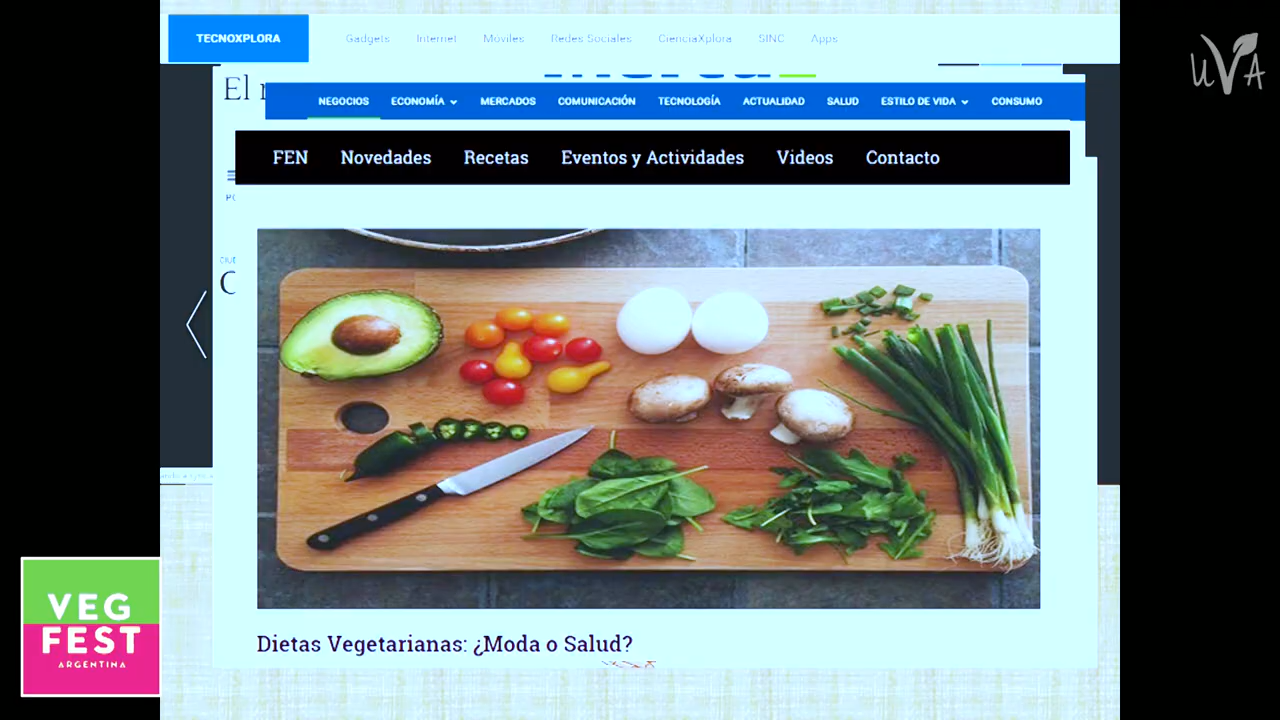 TECNOXPLORA Gadgets Internet Móviles Redes Sociales CienciaXplora SINC Apps
UVA
El
NEGOCIOS ECONOMÍA MERCADOS COMUNICACIÓN TECNOLOGÍA ACTUALIDAD SALUD ESTILO DE VIDA CONSUMO
FEN Novedades Recetas Eventos y Actividades Videos Contacto
VEG
FEST
ARGENTINA
Dietas Vegetarianas: ¿Moda o Salud?